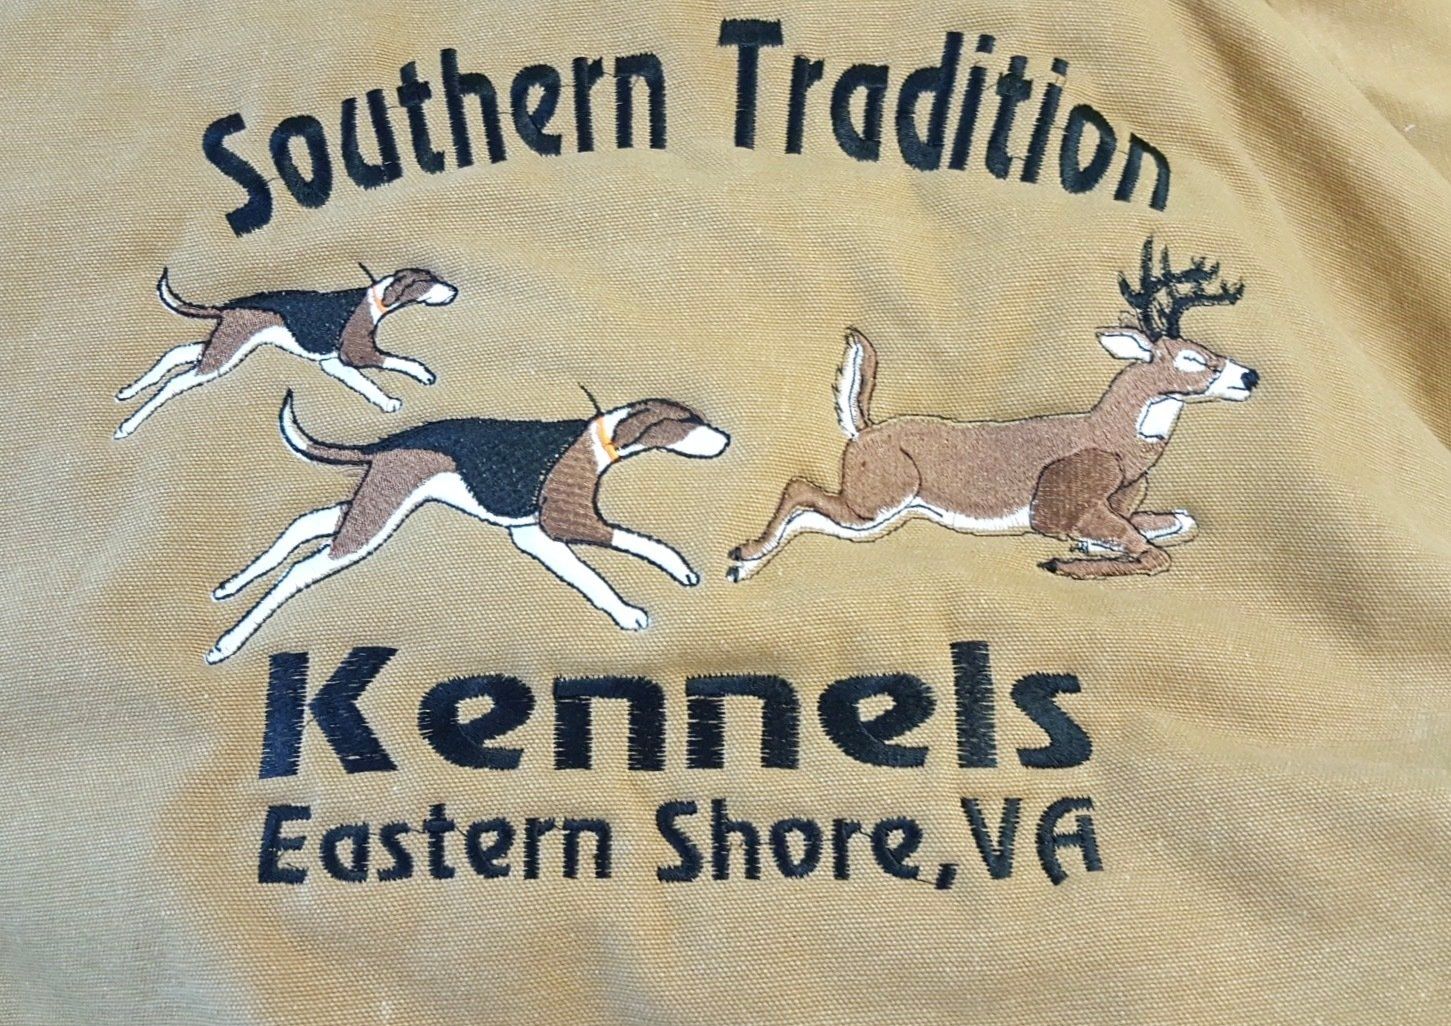 Southern Tradition
Kennels
Eastern Shore, VA